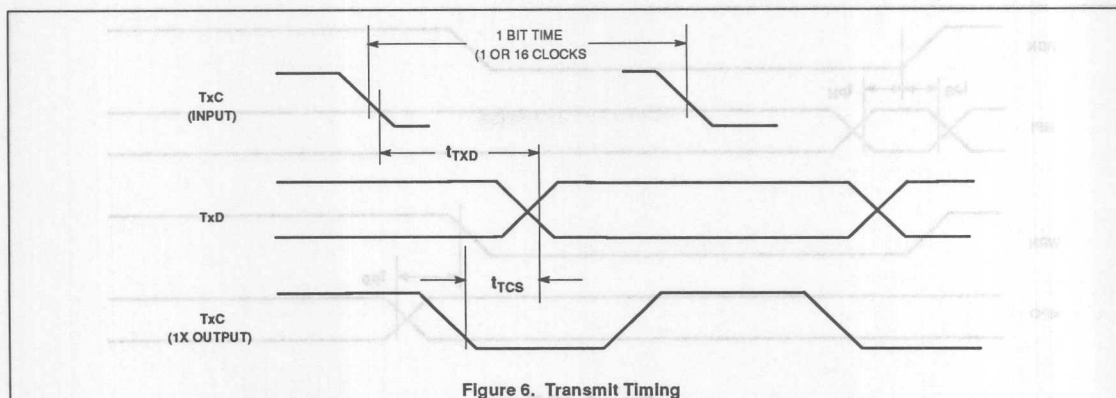 1 BIT TIME
(1 OR 16 CLOCKS
TxC
(INPUT)
tTXD
TxD
tTCS
TxC
(1X OUTPUT)
Figure 6. Transmit Timing